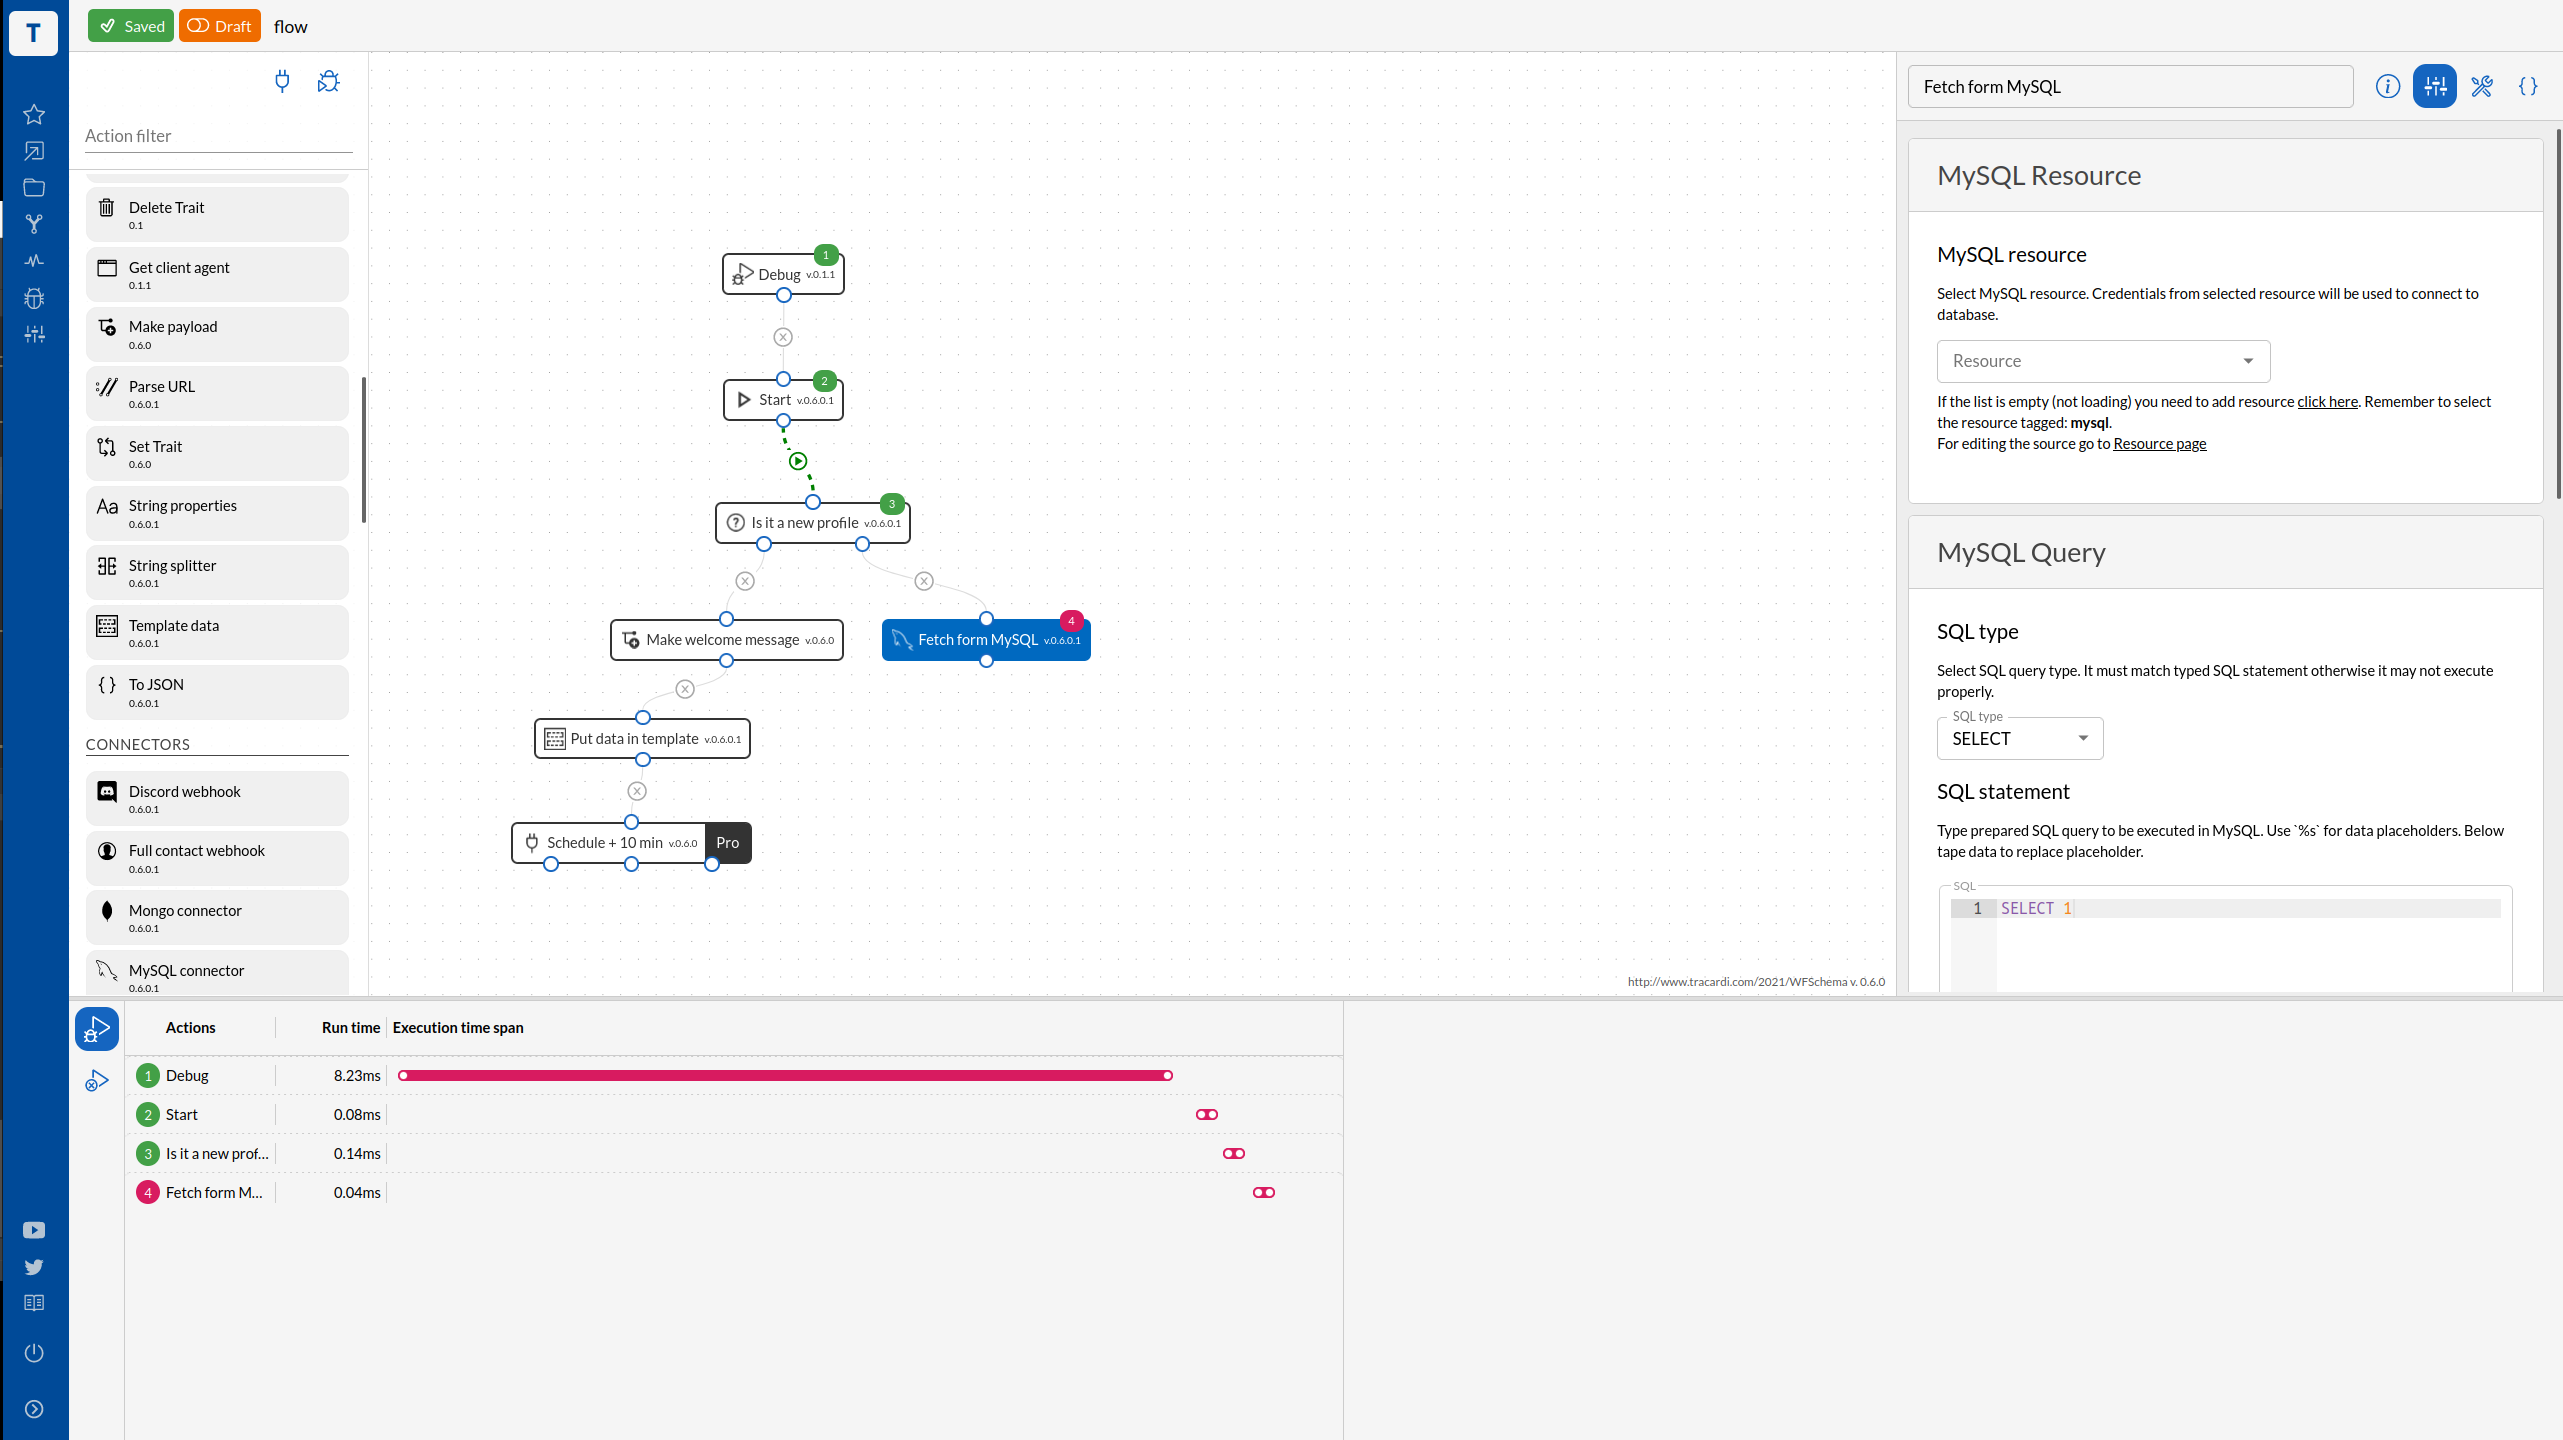 T
Saved
Draft
flow
Action filter
Delete Trait
0.1
Get client agent
0.1.1
Make payload
0.6.0
Parse URL
0.6.0.1
Set Trait
0.6.0
Aa
String properties
0.6.0.1
String splitter
0.6.0.1
Template data
0.6.0.1
{ }
To JSON
0.6.0.1
CONNECTORS
Discord webhook
0.6.0.1
Full contact webhook
0.6.0.1
Mongo connector
0.6.0.1
MySQL connector
0.6.0.1
1
Debug v.0.1.1
2
Start v.0.6.0.1
3
Is it a new profile v.0.6.0.1
Make welcome message v.0.6.0
4
Fetch form MySQL v.0.6.0.1
Put data in template v.0.6.0.1
Schedule + 10 min v.0.6.0 Pro
http://www.tracardi.com/2021/WFSchema v. 0.6.0
Fetch form MySQL
{ }
MySQL Resource
MySQL resource
Select MySQL resource. Credentials from selected resource will be used to connect to
database.
Resource
If the list is empty (not loading) you need to add resource click here. Remember to select
the resource tagged: mysql.
For editing the source go to Resource page
MySQL Query
SQL type
Select SQL query type. It must match typed SQL statement otherwise it may not execute
properly.
SQL type
SELECT
SQL statement
Type prepared SQL query to be executed in MySQL. Use `%s` for data placeholders. Below
tape data to replace placeholder.
SQL
1 SELECT 1
Actions Run time Execution time span
1 Debug 8.23ms
2 Start 0.08ms
3 Is it a new prof... 0.14ms
4 Fetch form M... 0.04ms